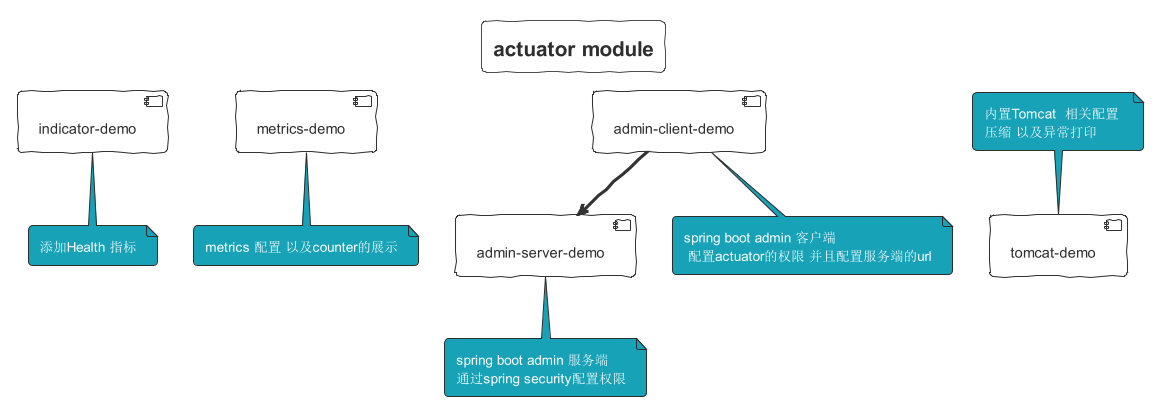 actuator module
indicator-demo
metrics-demo
admin-client-demo
内置Tomcat  相关配置
压缩 以及异常打印
添加Health 指标
metrics 配置 以及counter的展示
admin-server-demo
spring boot admin 客户端
配置actuator的权限 并且配置服务端的url
tomcat-demo
spring boot admin 服务端
通过spring security配置权限